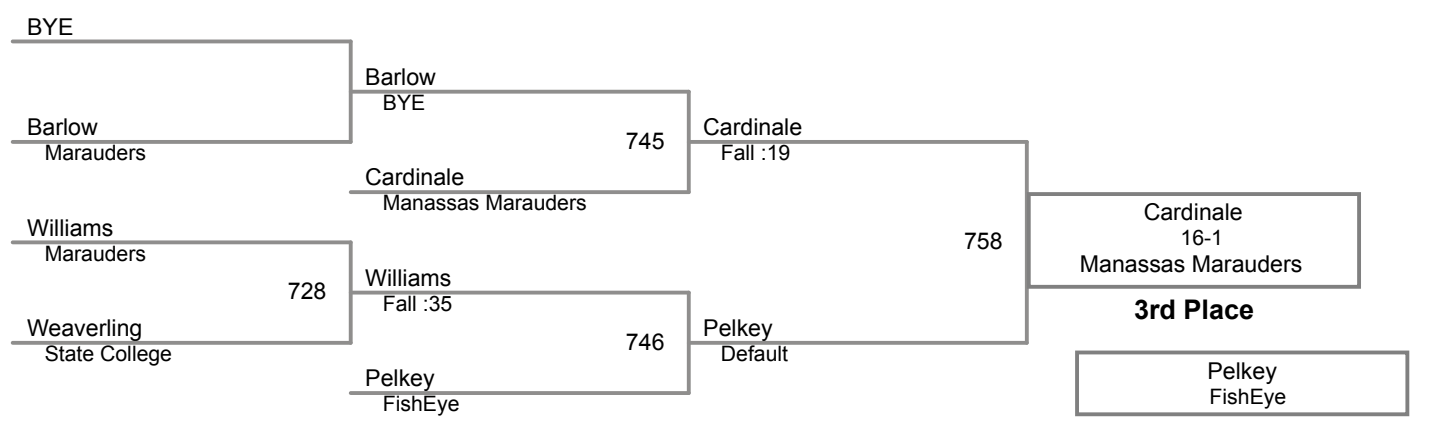 BYE
Barlow
BYE
Barlow
Marauders
745
Cardinale
Fall :19
Cardinale
Manassas Marauders
Williams
Marauders
758
Cardinale
16-1
Manassas Marauders
728
Williams
Fall :35
3rd Place
Weaverling
State College
746
Pelkey
Default
Pelkey
FishEye
Pelkey
FishEye